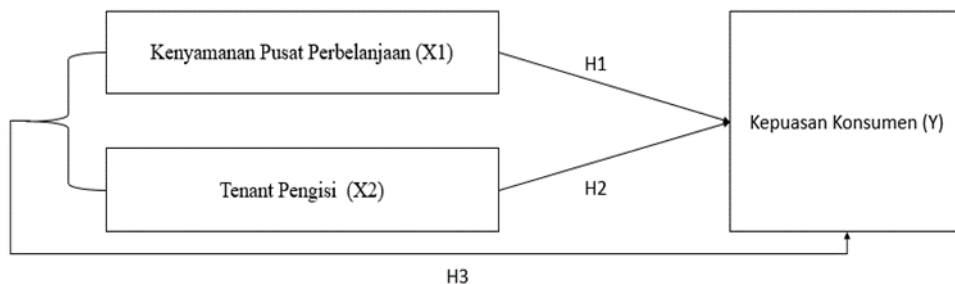 Kenyamanan Pusat Perbelanjaan (X1)
H1
Kepuasan Konsumen (Y)
Tenant Pengisi (X2)
H2
H3